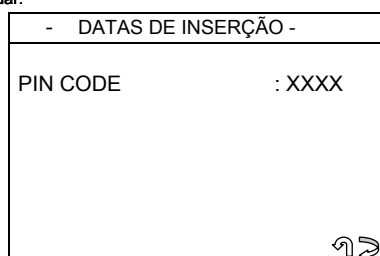 - DATAS DE INSERÇÃO -
PIN CODE : XXXX